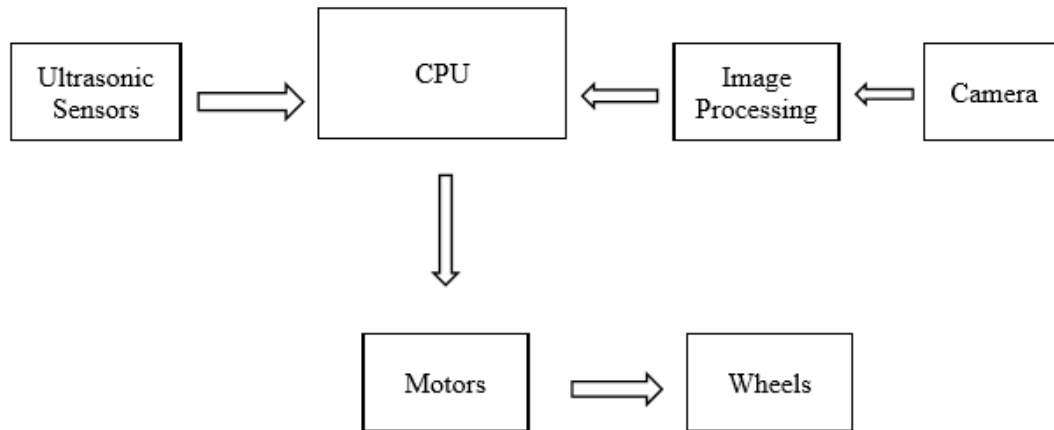 Ultrasonic
Sensors
CPU
Image
Processing
Camera
Motors
Wheels